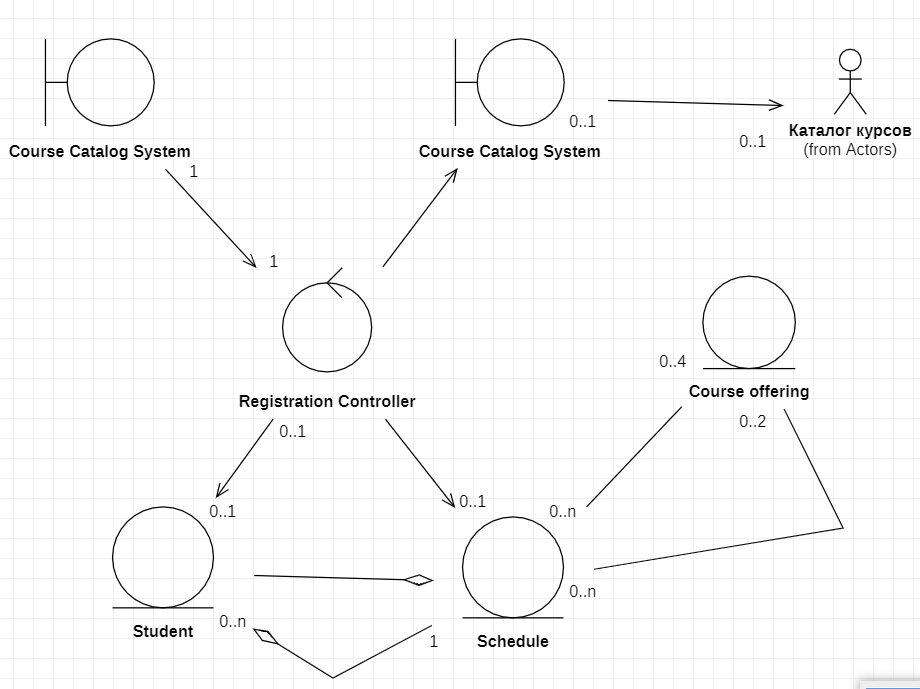 0..1
Course Catalog System
Course Catalog System
0..1
Каталог курсов
(from Actors)
1
1
0..4
Course offering
Registration Controller
0..1
0..2
0..1
0..1
0..n
0..n
0..n
Student
1
Schedule